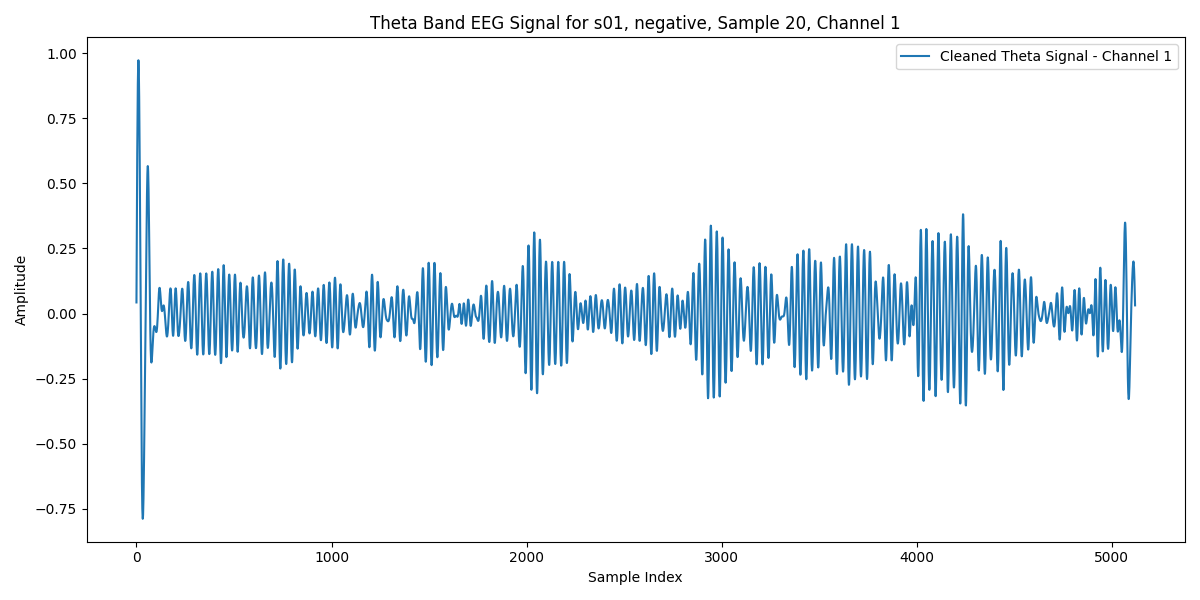 Theta Band EEG Signal for s01, negative, Sample 20, Channel 1
Cleaned Theta Signal - Channel 1
1.00
0.75
0.50
0.25
0.00
−0.25
−0.50
−0.75
Amplitude
0 1000 2000 3000 4000 5000
Sample Index